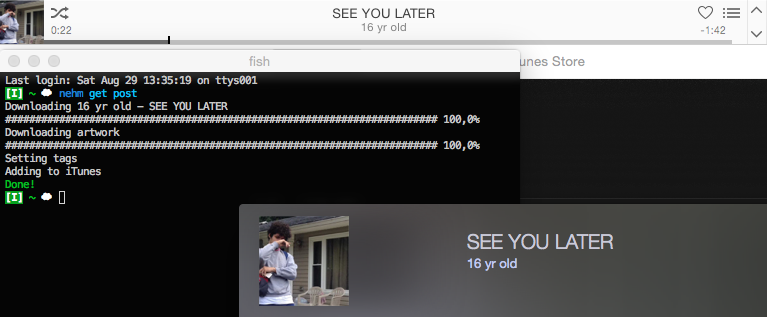 SEE YOU LATER
16 yr old
0:22
-1:42
fish
unes Store
Last login: Sat Aug 29 13:35:19 on ttys001
[I] ~ nehm get post
Downloading 16 yr old – SEE YOU LATER
######################################################################## 100,0%
Downloading artwork
######################################################################## 100,0%
Setting tags
Adding to iTunes
Done!
[I] ~
SEE YOU LATER
16 yr old